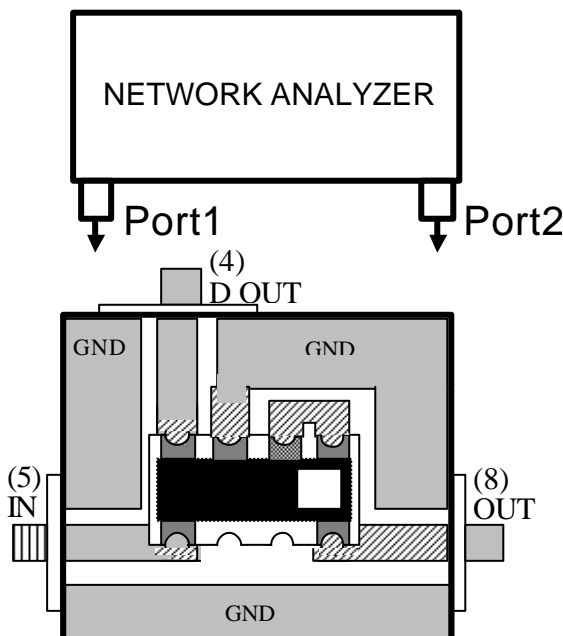 NETWORK ANALYZER
Port1
Port2
(4)
D OUT
GND
GND
(5)
IN
(8)
OUT
GND